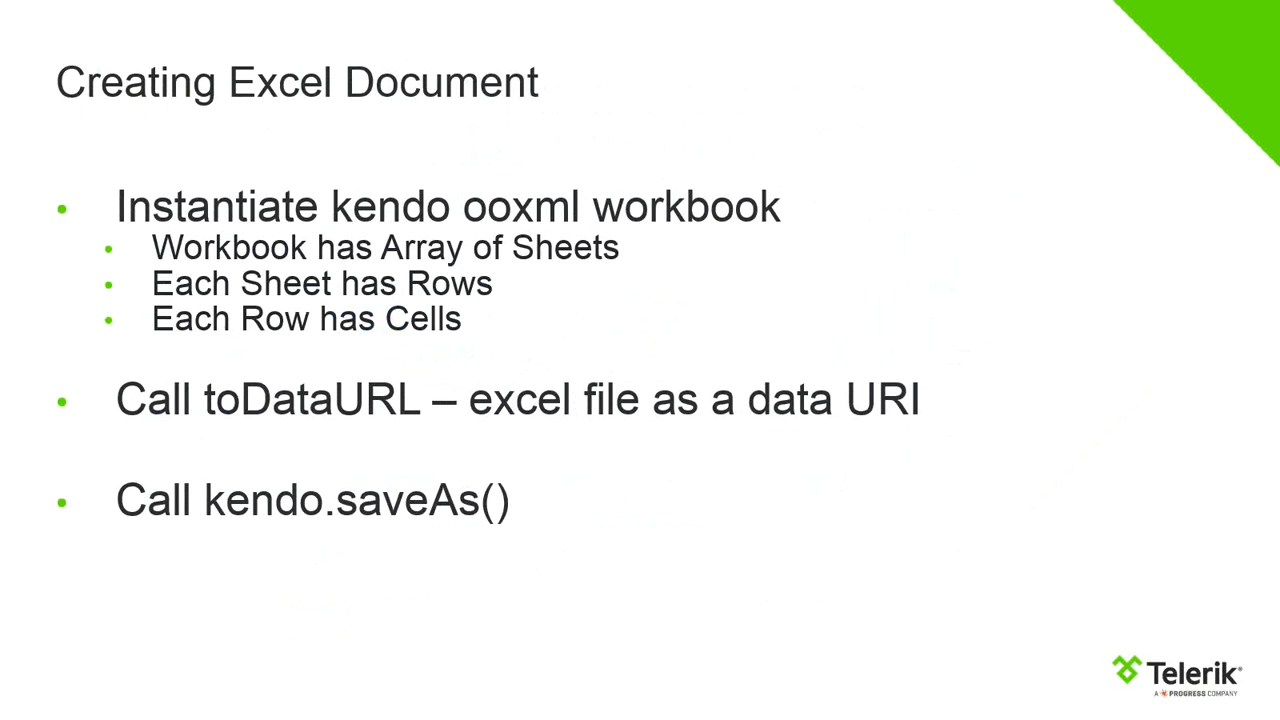 Creating Excel Document
• Instantiate kendo ooxml workbook
• Workbook has Array of Sheets
• Each Sheet has Rows
• Each Row has Cells
• Call toDataURL – excel file as a data URI
• Call kendo.saveAs()
Telerik
A PROGRESS COMPANY